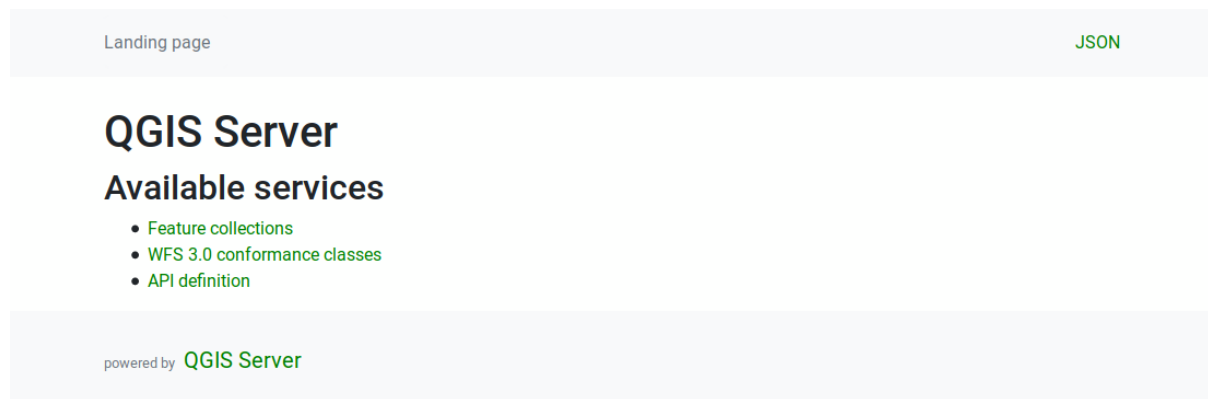 Landing page JSON
QGIS Server
Available services
Feature collections
WFS 3.0 conformance classes
API definition
powered by QGIS Server